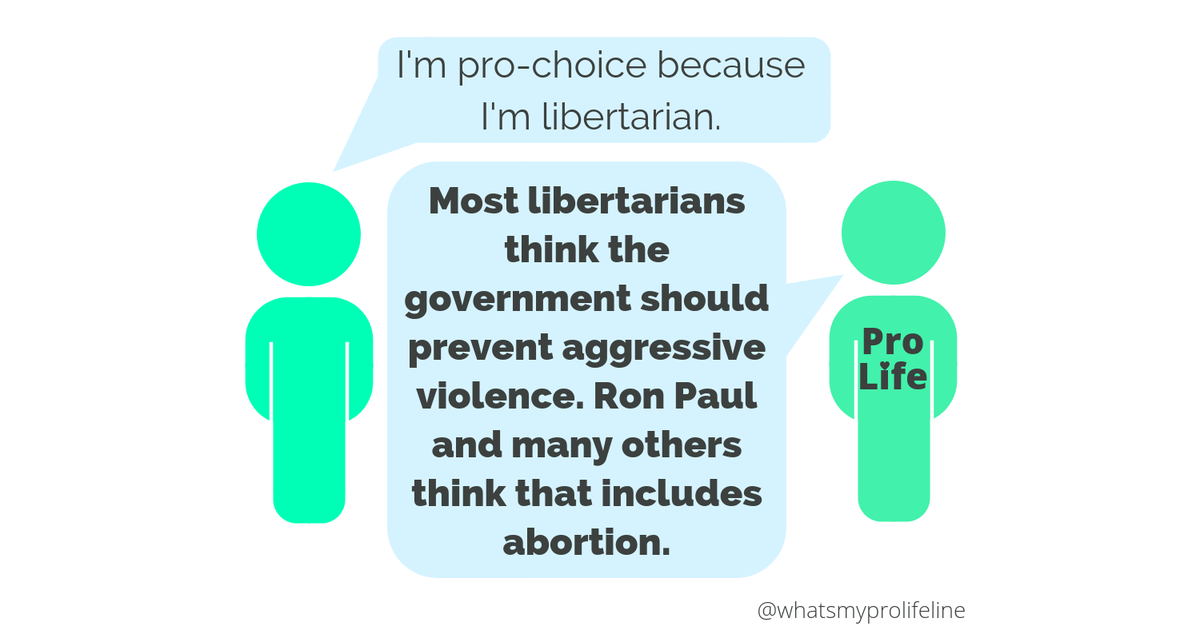 I'm pro-choice because
I'm libertarian.
Most libertarians
think the
government should
prevent aggressive
violence. Ron Paul
and many others
think that includes
abortion.
Pro
Life
@whatsmyprolifeline